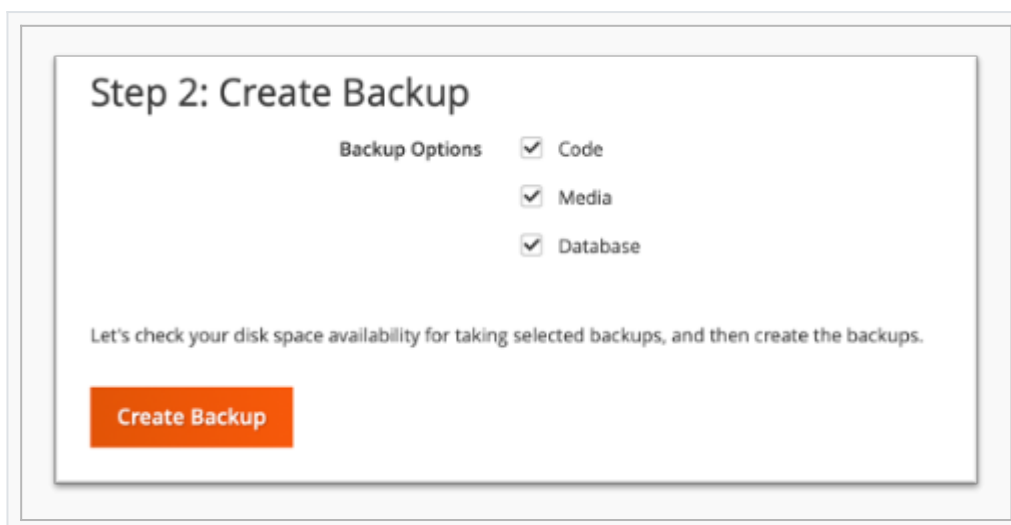 Step 2: Create Backup
Backup Options Code
Media
Database
Let's check your disk space availability for taking selected backups, and then create the backups.
Create Backup